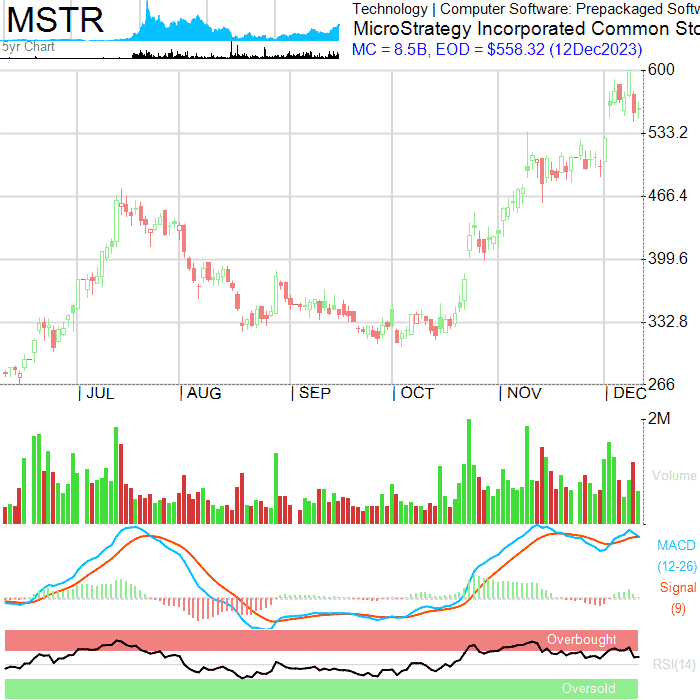 MSTR
5yr Chart
Technology | Computer Software: Prepackaged Softw
MicroStrategy Incorporated Common Sto
MC = 8.5B, EOD = $558.32 (12Dec2023)
600
533.2
466.4
399.6
332.8
266
|JUL |AUG |SEP |OCT |NOV |DEC
2M
Volume
MACD
(12-26)
Signal
(9)
Overbought
RSI(14)
Oversold